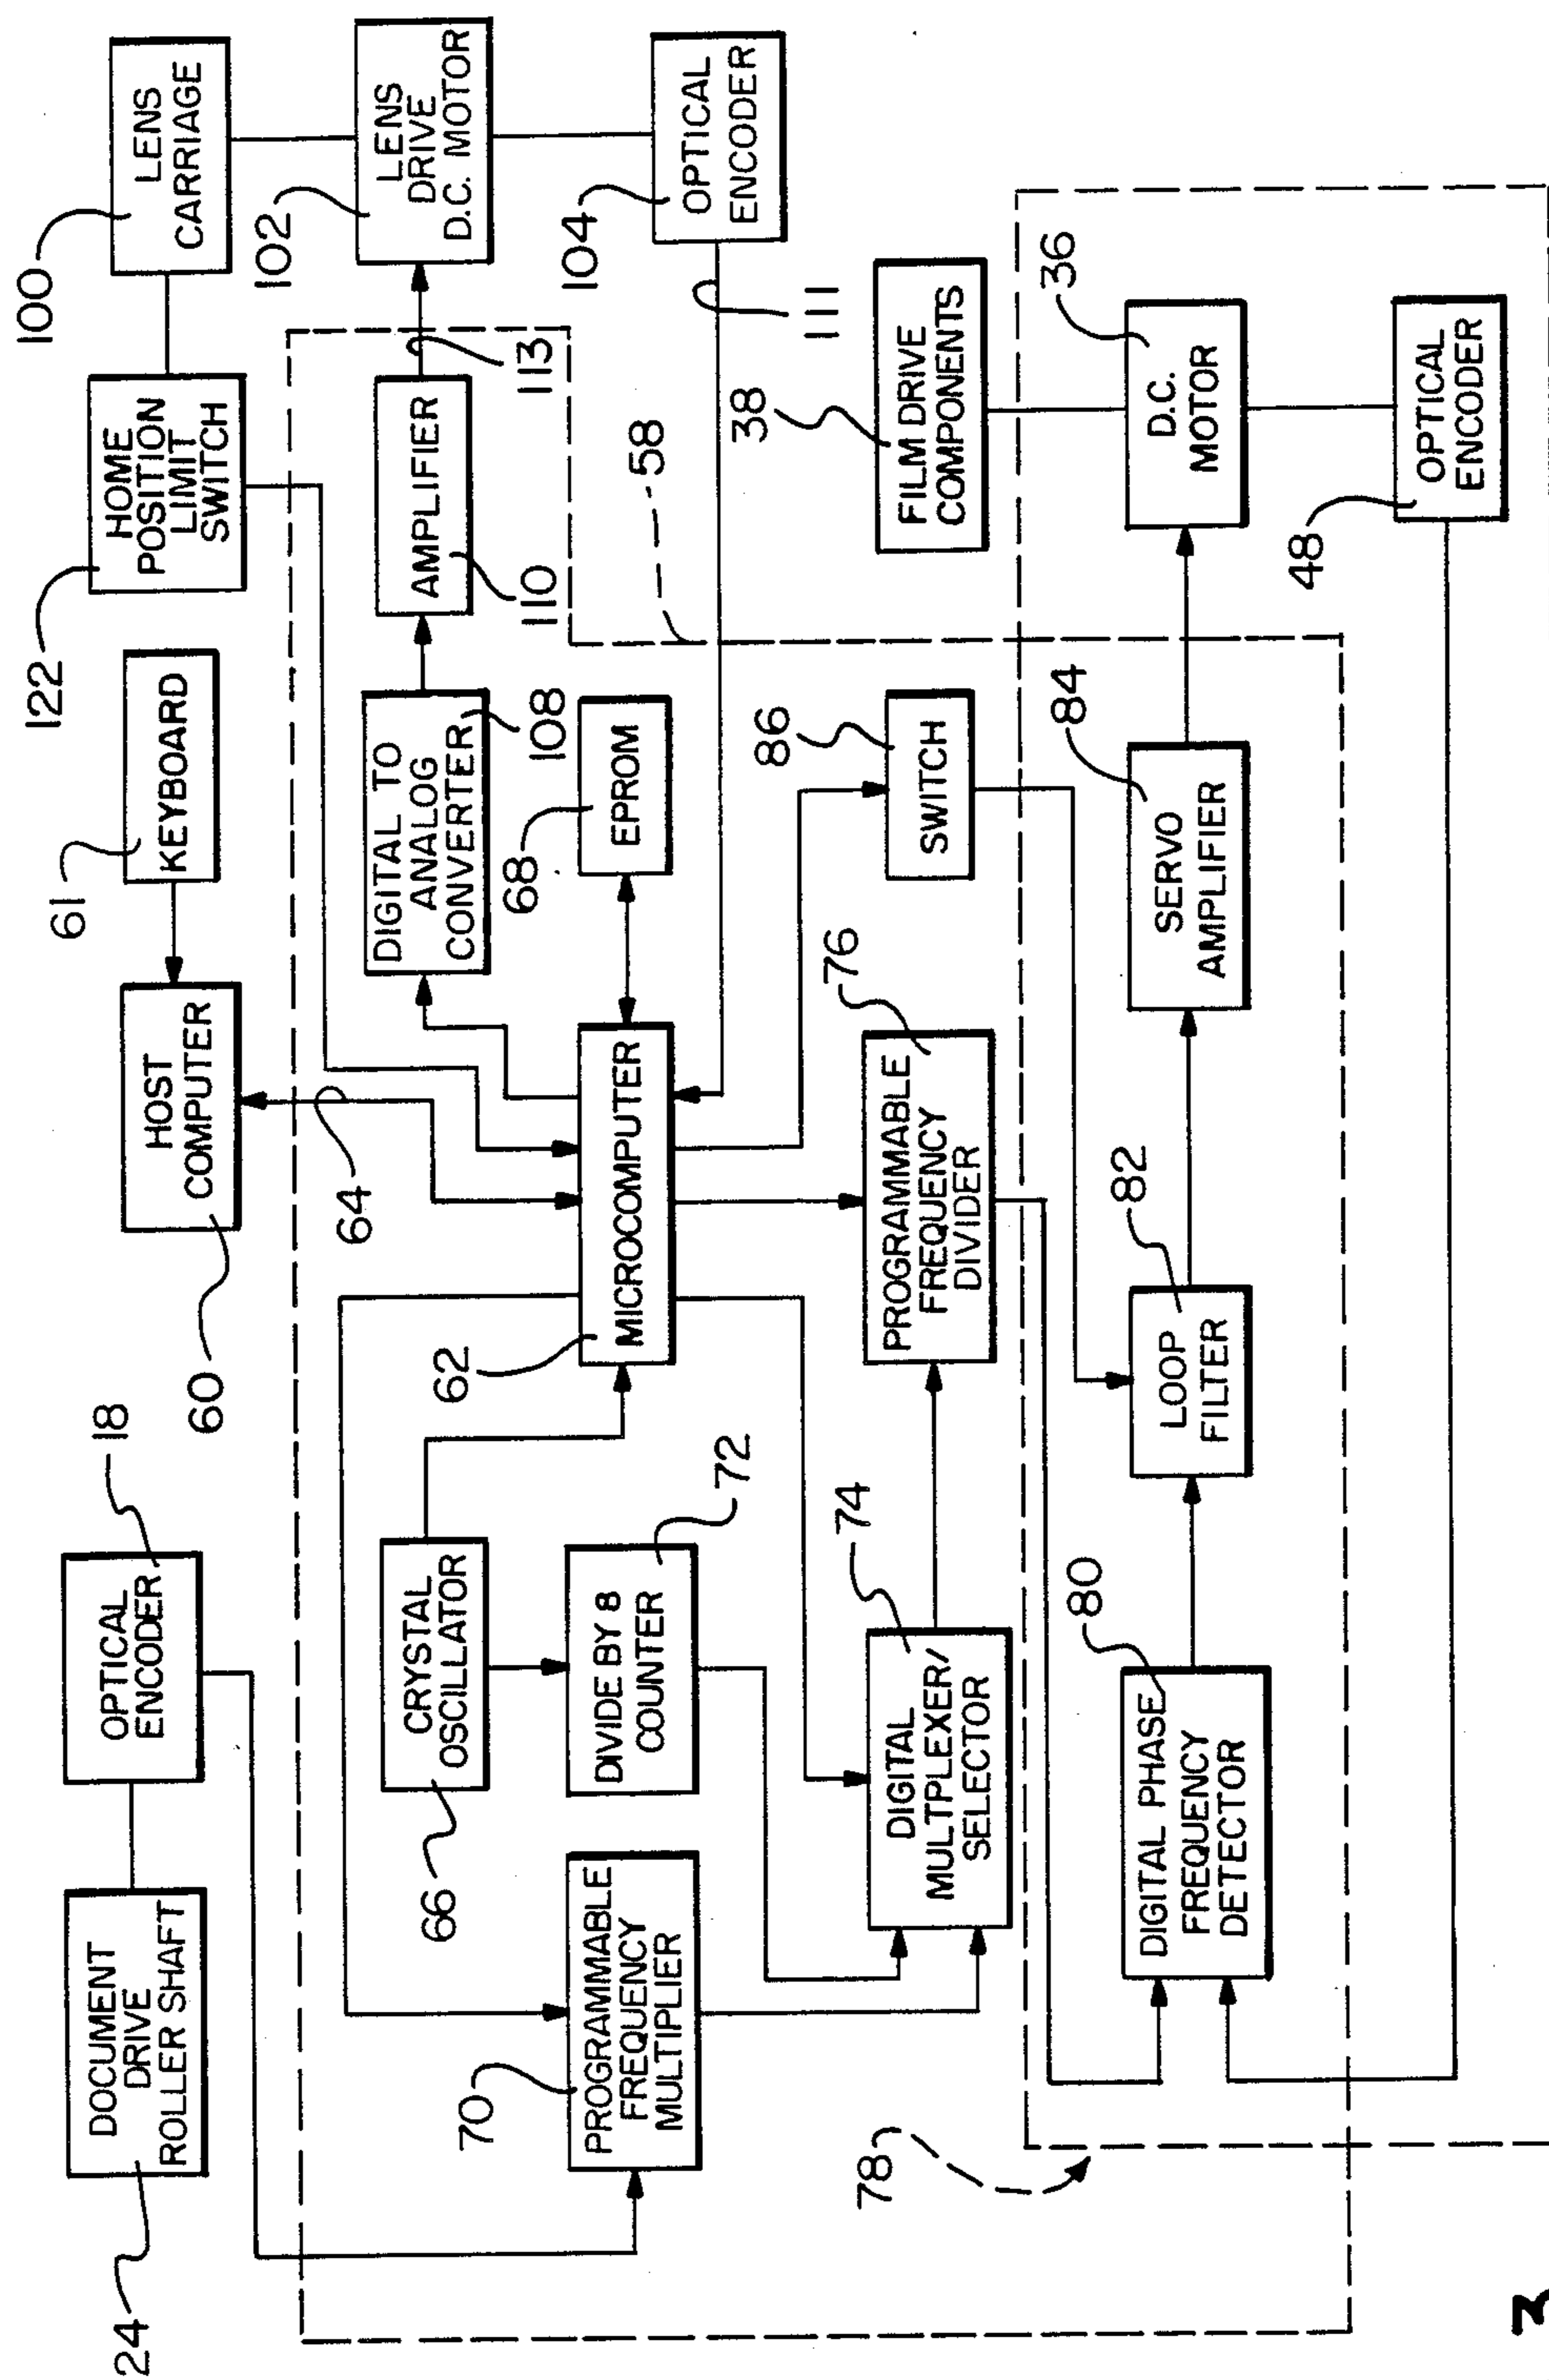 24
DOCUMENT
DRIVE
ROLLER SHAFT
OPTICAL
ENCODER
18
60
HOST
COMPUTER
61
KEYBOARD
122
HOME
POSITION
LIMIT
SWITCH
100
LENS
CARRIAGE
64
66
CRYSTAL
OSCILLATOR
DIGITAL TO
ANALOG
CONVERTER
108
AMPLIFIER
110
113
102
LENS
DRIVE
D.C. MOTOR
70
PROGRAMMABLE
FREQUENCY
MULTIPLIER
DIVIDE BY 8
COUNTER
72
62
MICROCOMPUTER
68
EPROM
58
104
OPTICAL
ENCODER
111
DIGITAL
MULTPLEXER/
SELECTOR
74
PROGRAMMABLE
FREQUENCY
DIVIDER
76
SWITCH
86
38
FILM DRIVE
COMPONENTS
78
DIGITAL PHASE
FREQUENCY
DETECTOR
80
LOOP
FILTER
82
SERVO
AMPLIFIER
84
D.C.
MOTOR
36
48
OPTICAL
ENCODER